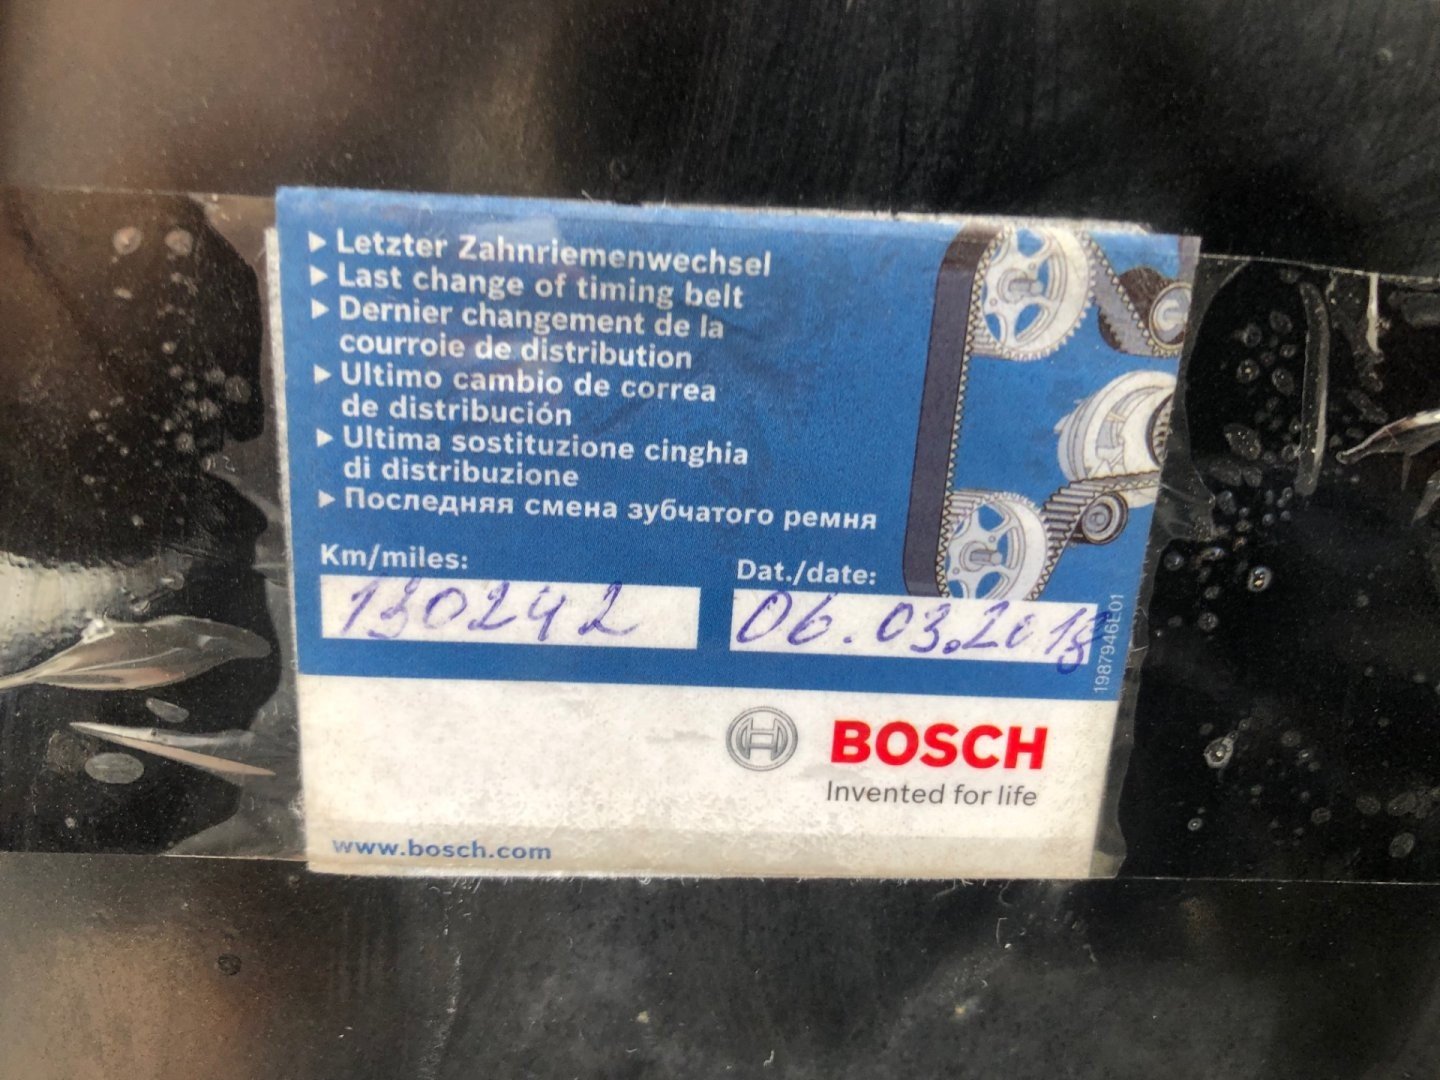 ▸ Letzter Zahnriemenwechsel
▸ Last change of timing belt
▸ Dernier changement de la
courroie de distribution
▸ Ultimo cambio de correa
de distribución
▸ Ultima sostituzione cinghia
di distribuzione
▸ Последняя смена зубчатого ремня
Km/miles:
130242
Dat./date:
06.03.2018
1987946E01
BOSCH
Invented for life
www.bosch.com